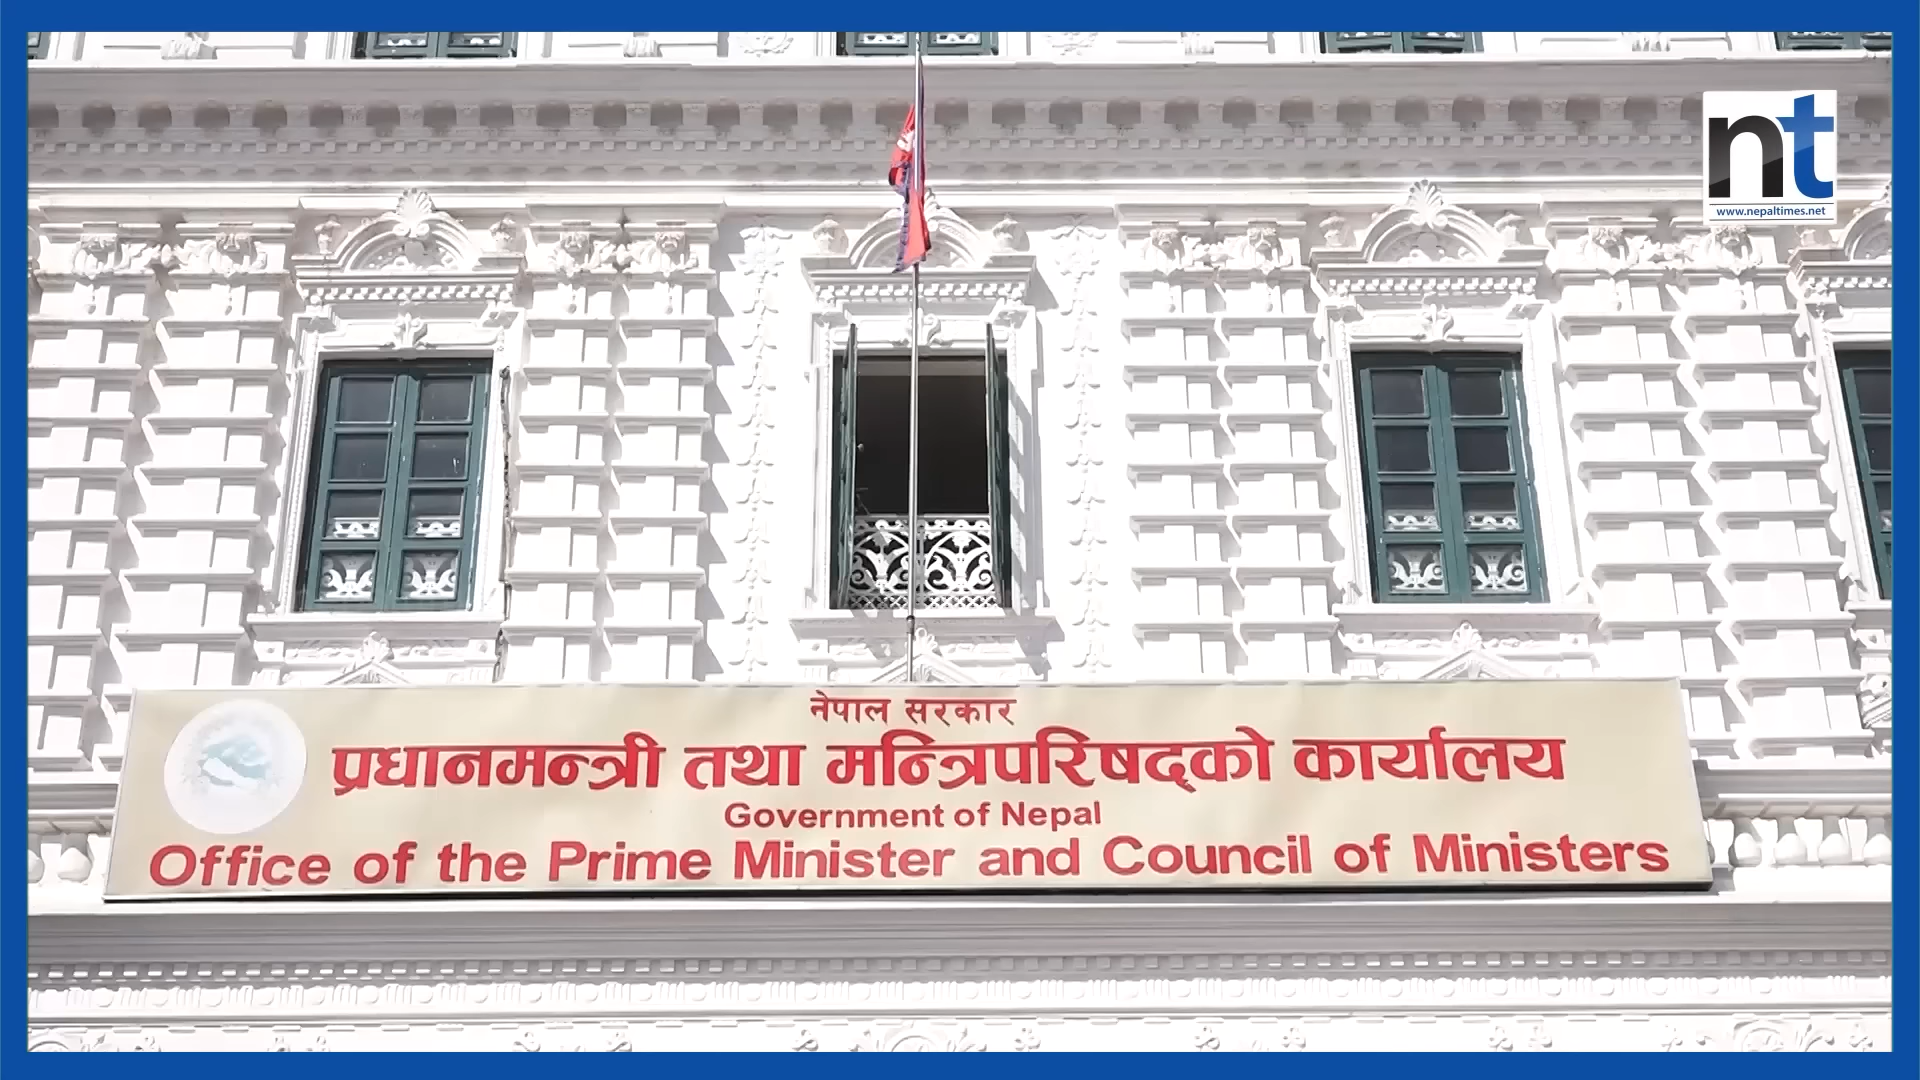 nt
www.nepaltimes.net
नेपाल सरकार
प्रधानमन्त्री तथा मन्त्रिपरिषद्को कार्यालय
Government of Nepal
Office of the Prime Minister and Council of Ministers